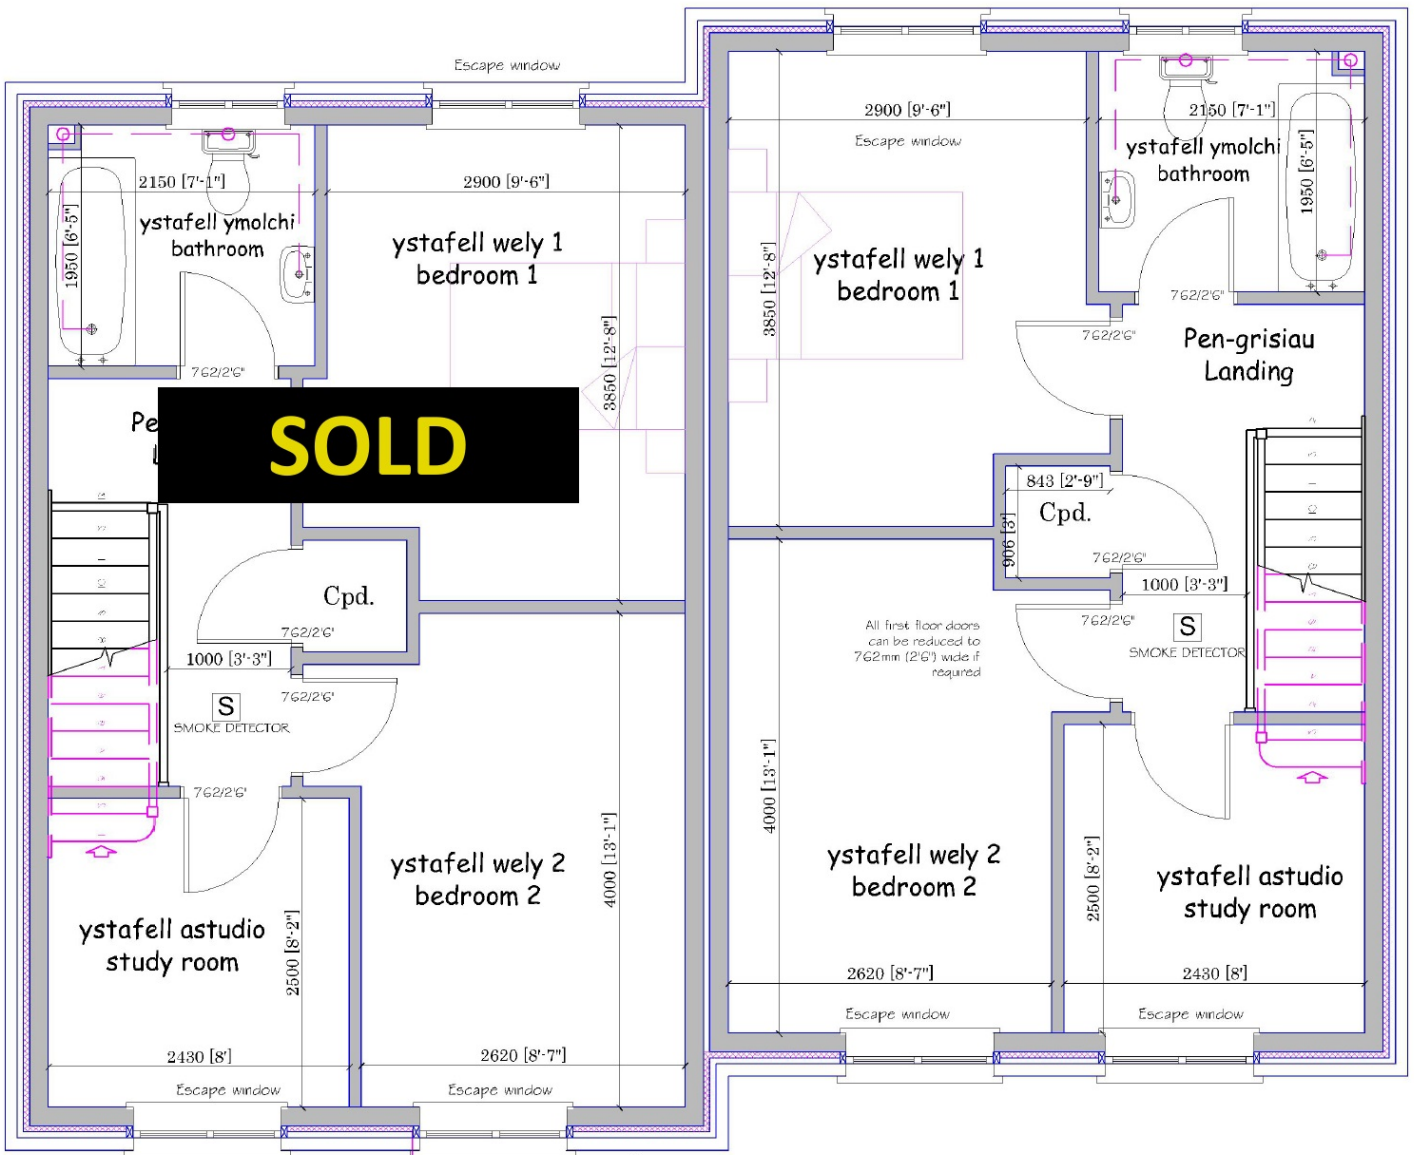 Escape window
2150 [7'-1"]
2900 [9'-6"]
ystafell ymolchi
bathroom
1950 [6'-5"]
ystafell wely 1
bedroom 1
3850 [12'-8"]
762/2'6"
SOLD
Cpd.
762/2'6"
1000 [3'-3"]
762/2'6"
S
SMOKE DETECTOR
762/2'6"
ystafell wely 2
bedroom 2
4000 [13'-1"]
ystafell astudio
study room
2500 [8'-2"]
2430 [8']
2620 [8'-7"]
Escape window
Escape window
2900 [9'-6"]
Escape window
2150 [7'-1"]
ystafell ymolchi
bathroom
1950 [6'-5"]
ystafell wely 1
bedroom 1
3850 [12'-8"]
762/2'6"
762/2'6"
Pen-grisiau
Landing
843 [2'-9"]
Cpd.
906 [3']
762/2'6"
1000 [3'-3"]
762/2'6"
S
SMOKE DETECTOR
All first floor doors
can be reduced to
762mm (2'6") wide if
required
4000 [13'-1"]
ystafell wely 2
bedroom 2
2500 [8'-2"]
ystafell astudio
study room
2620 [8'-7"]
2430 [8']
Escape window
Escape window